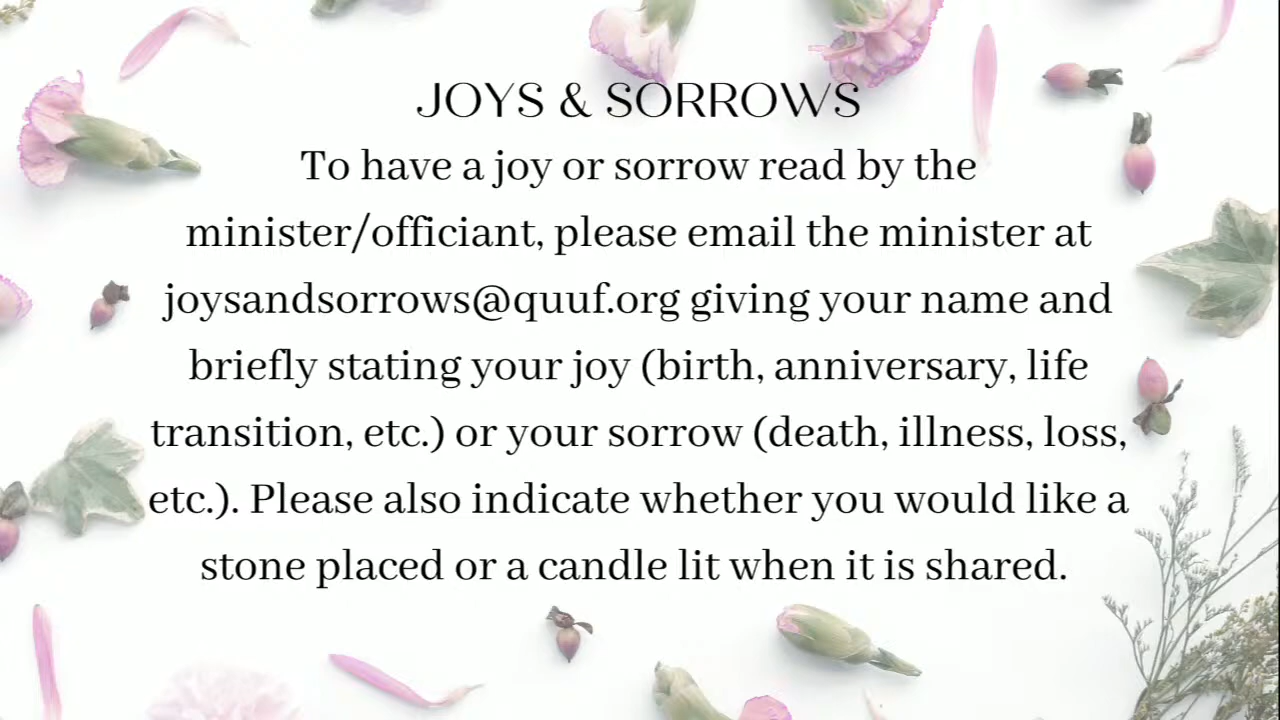 JOYS & SORROWS
To have a joy or sorrow read by the
minister/officiant, please email the minister at
joysandsorrows@quuf.org giving your name and
briefly stating your joy (birth, anniversary, life
transition, etc.) or your sorrow (death, illness, loss,
etc.). Please also indicate whether you would like a
stone placed or a candle lit when it is shared.